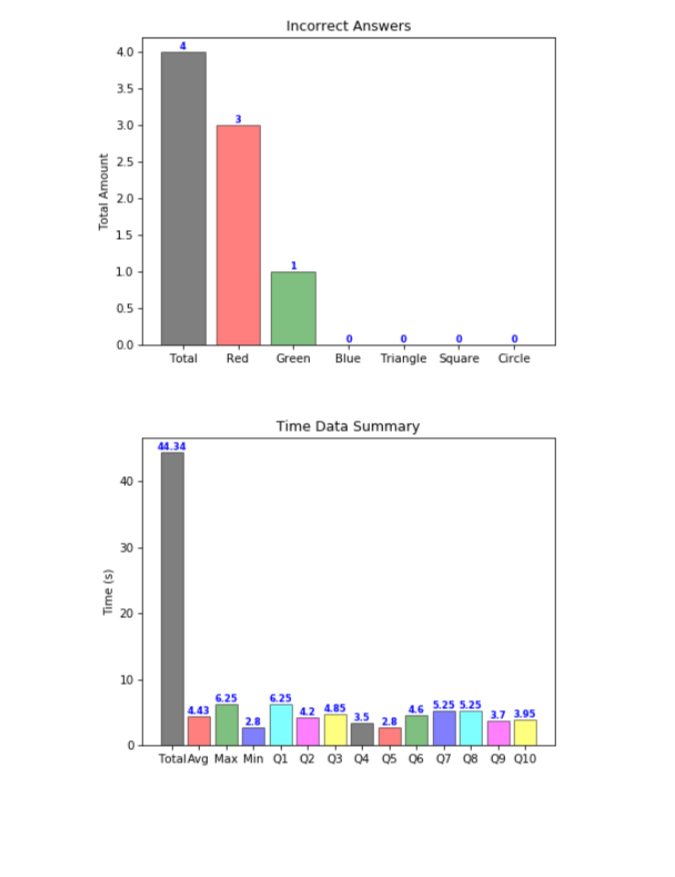 Incorrect Answers
4
4.0
3.5
3
3.0
2.5
Total Amount
2.0
1.5
1
1.0
0.5
0 0 0 0
0.0
Total Red Green Blue Triangle Square Circle
Time Data Summary
44.34
40
30
Time (s)
20
10
4.43 6.25 2.8 6.25 4.2 4.85 3.5 2.8 4.6 5.25 5.25 3.7 3.95
0
Total Avg Max Min Q1 Q2 Q3 Q4 Q5 Q6 Q7 Q8 Q9 Q10